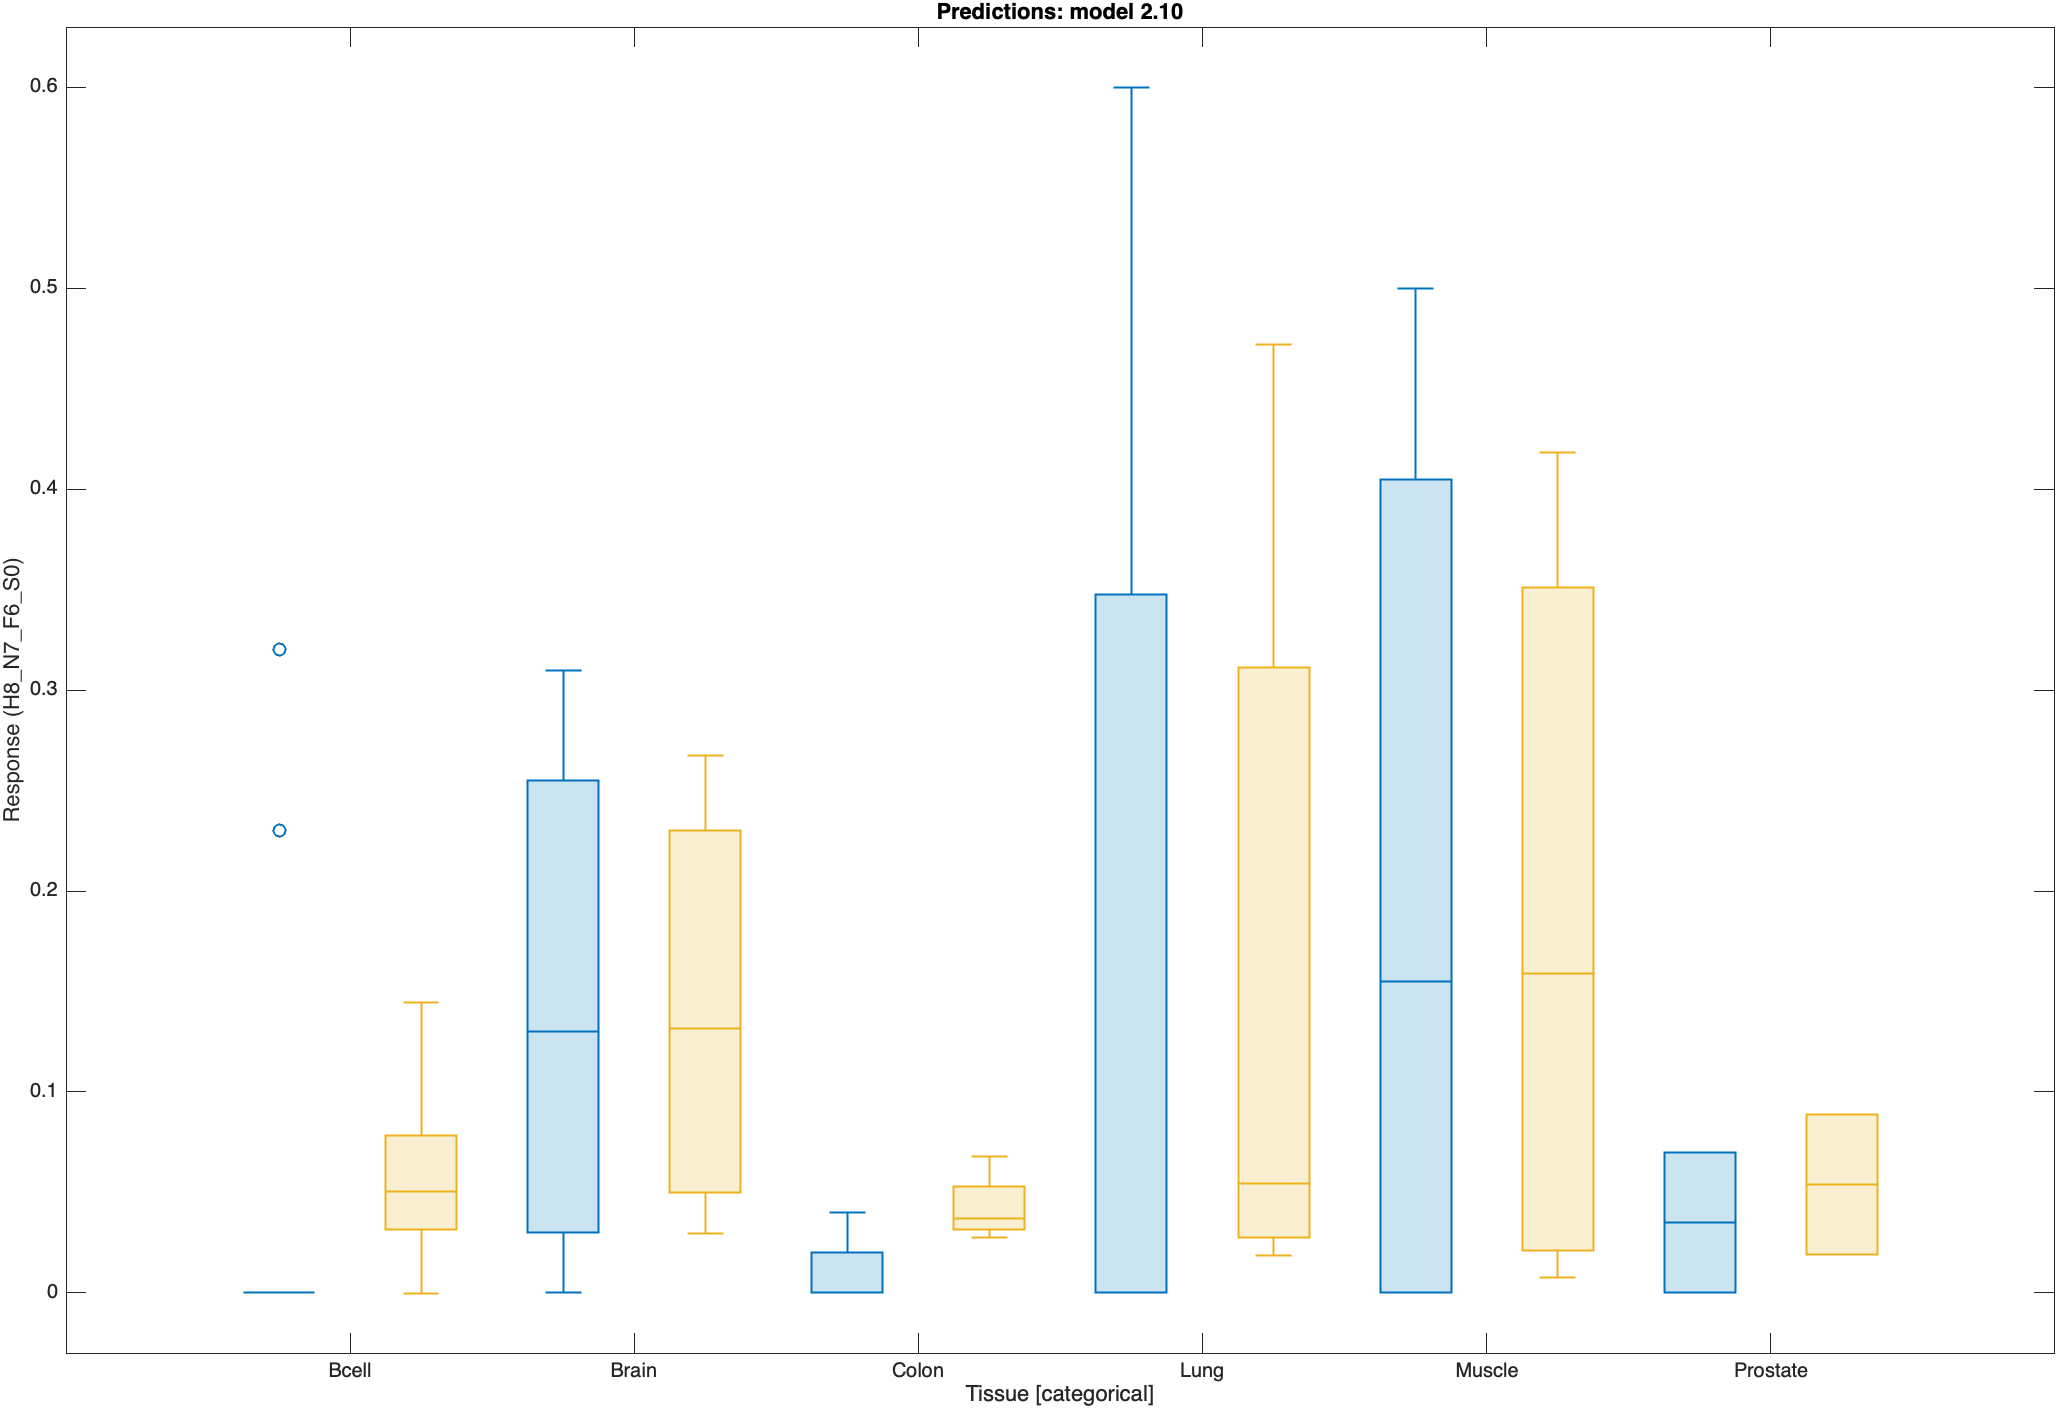 Predictions: model 2.10
Response (H8_N7_F6_S0)
0.6
0.5
0.4
0.3
0.2
0.1
0
Bcell
Brain
Colon
Lung
Muscle
Prostate
Tissue [categorical]